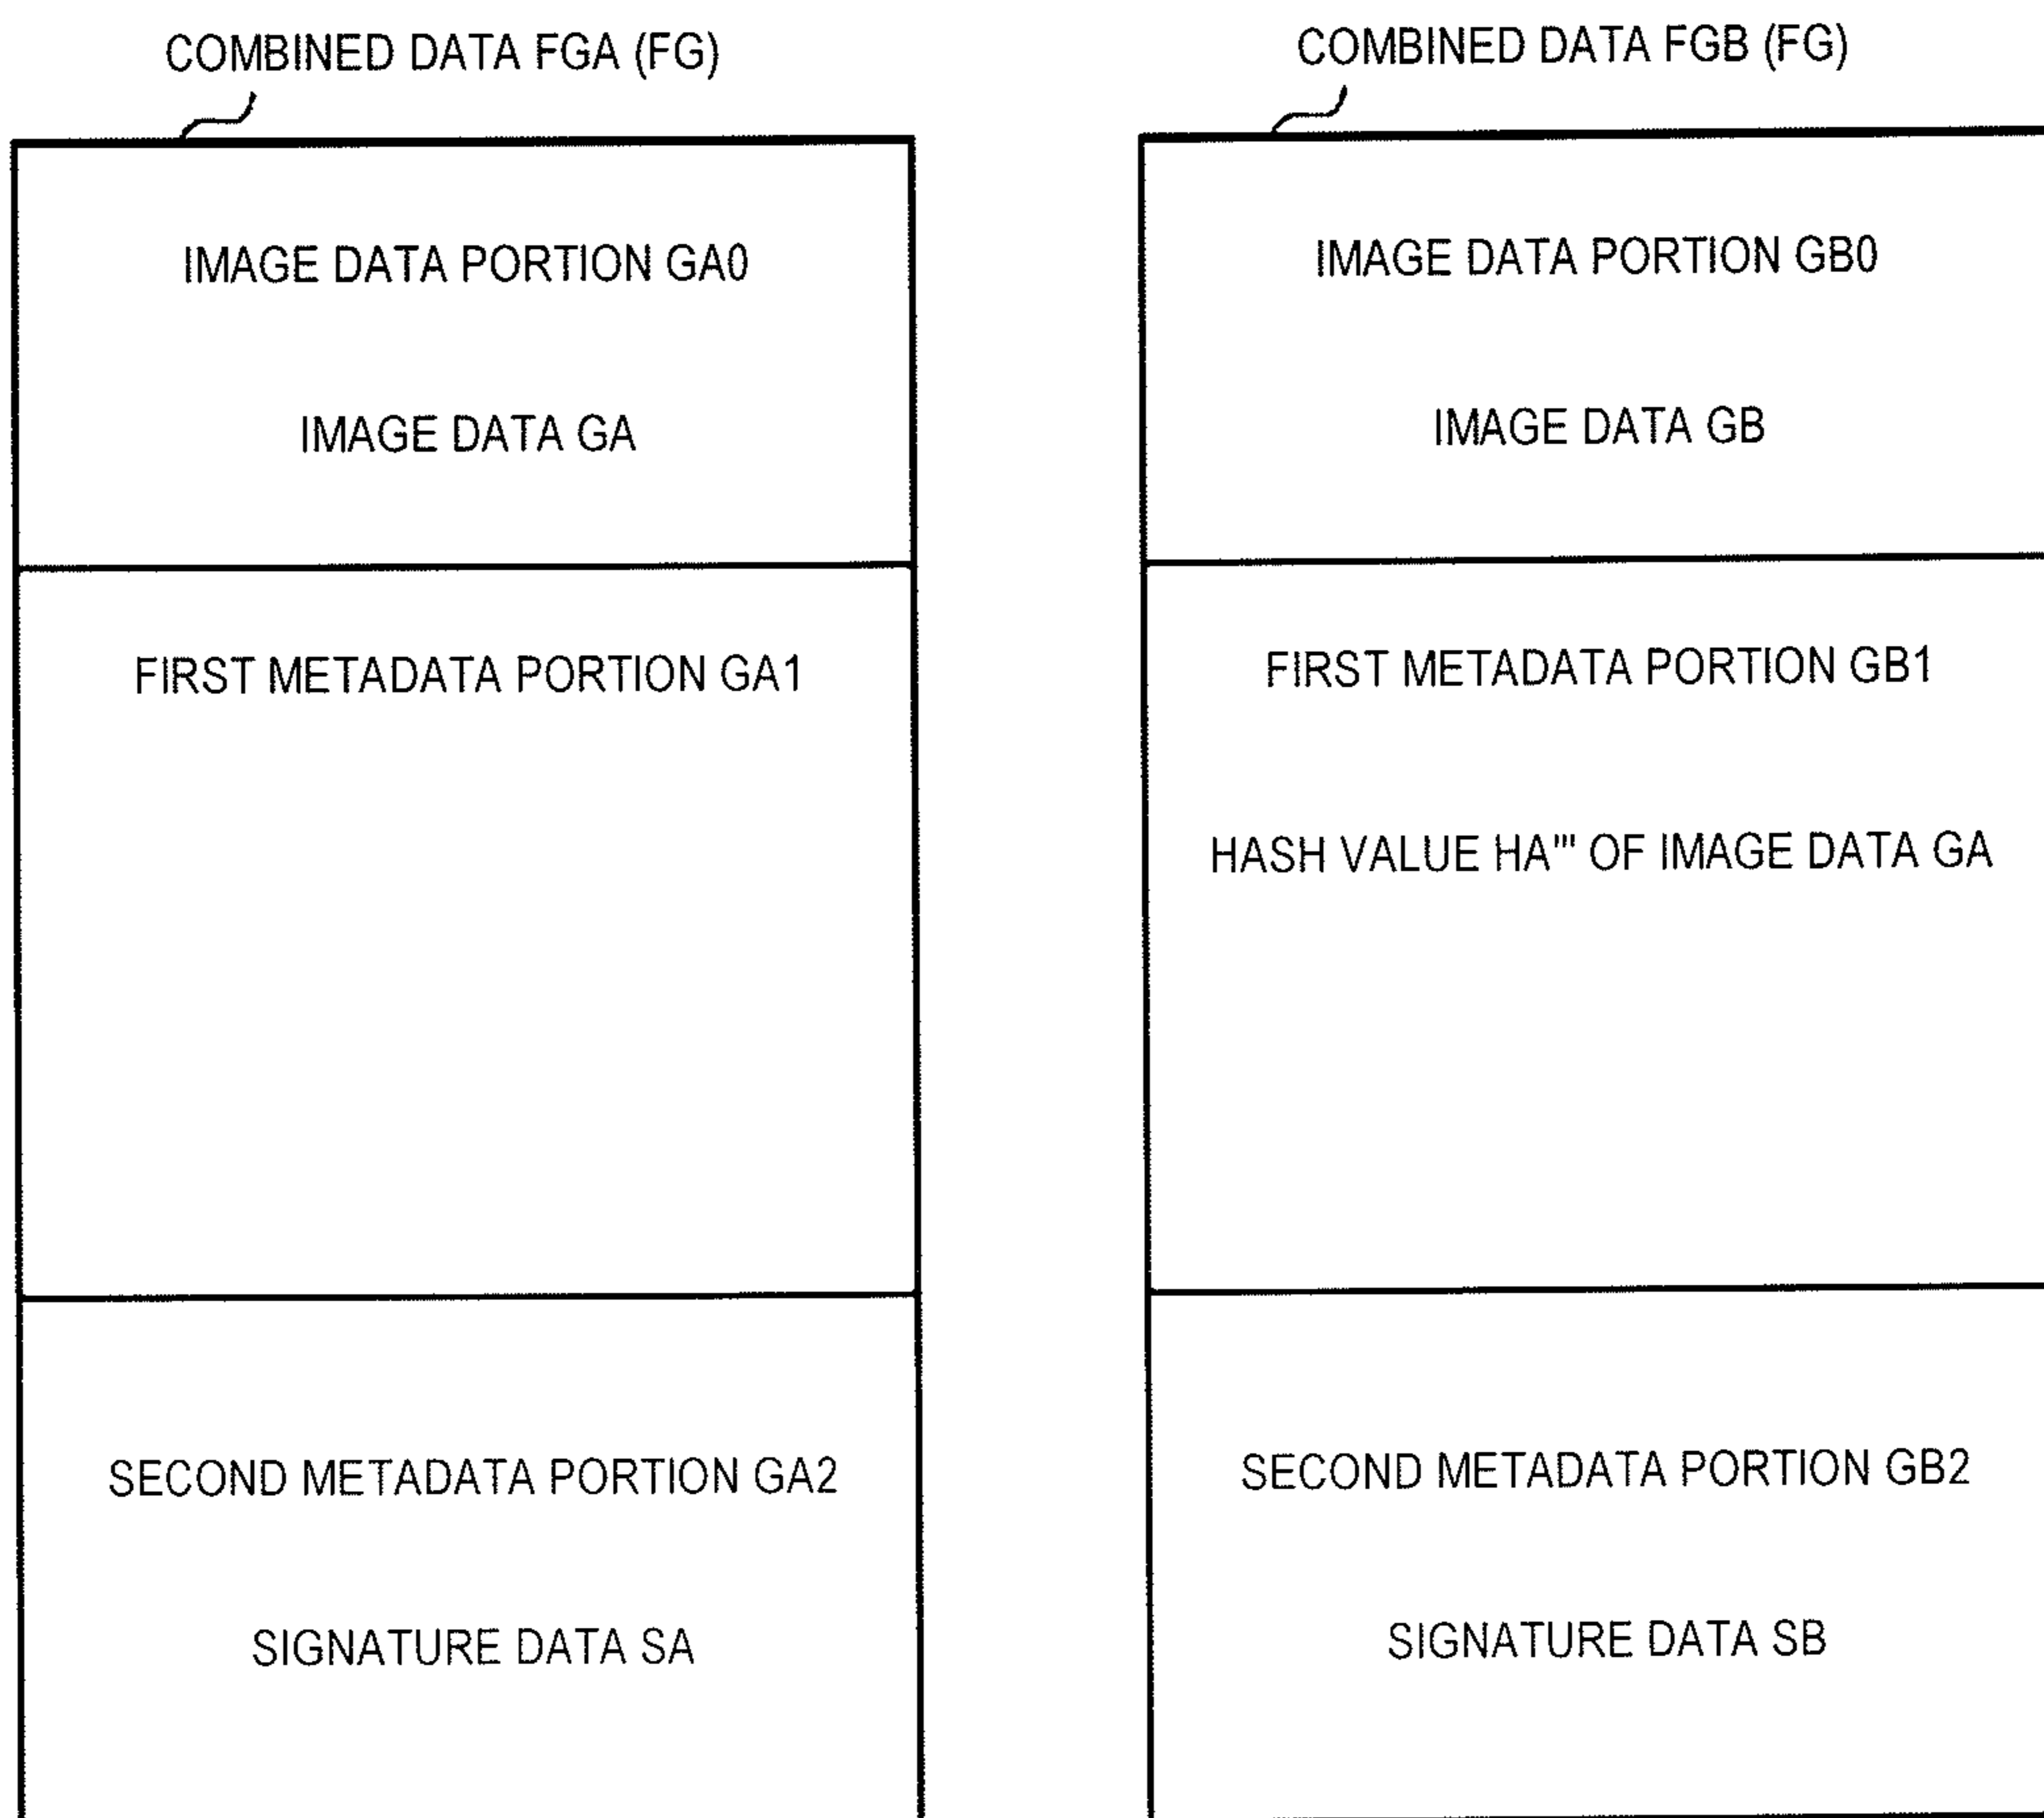 COMBINED DATA FGA (FG)
IMAGE DATA PORTION GA0
IMAGE DATA GA
FIRST METADATA PORTION GA1
SECOND METADATA PORTION GA2
SIGNATURE DATA SA
COMBINED DATA FGB (FG)
IMAGE DATA PORTION GB0
IMAGE DATA GB
FIRST METADATA PORTION GB1
HASH VALUE HA''' OF IMAGE DATA GA
SECOND METADATA PORTION GB2
SIGNATURE DATA SB